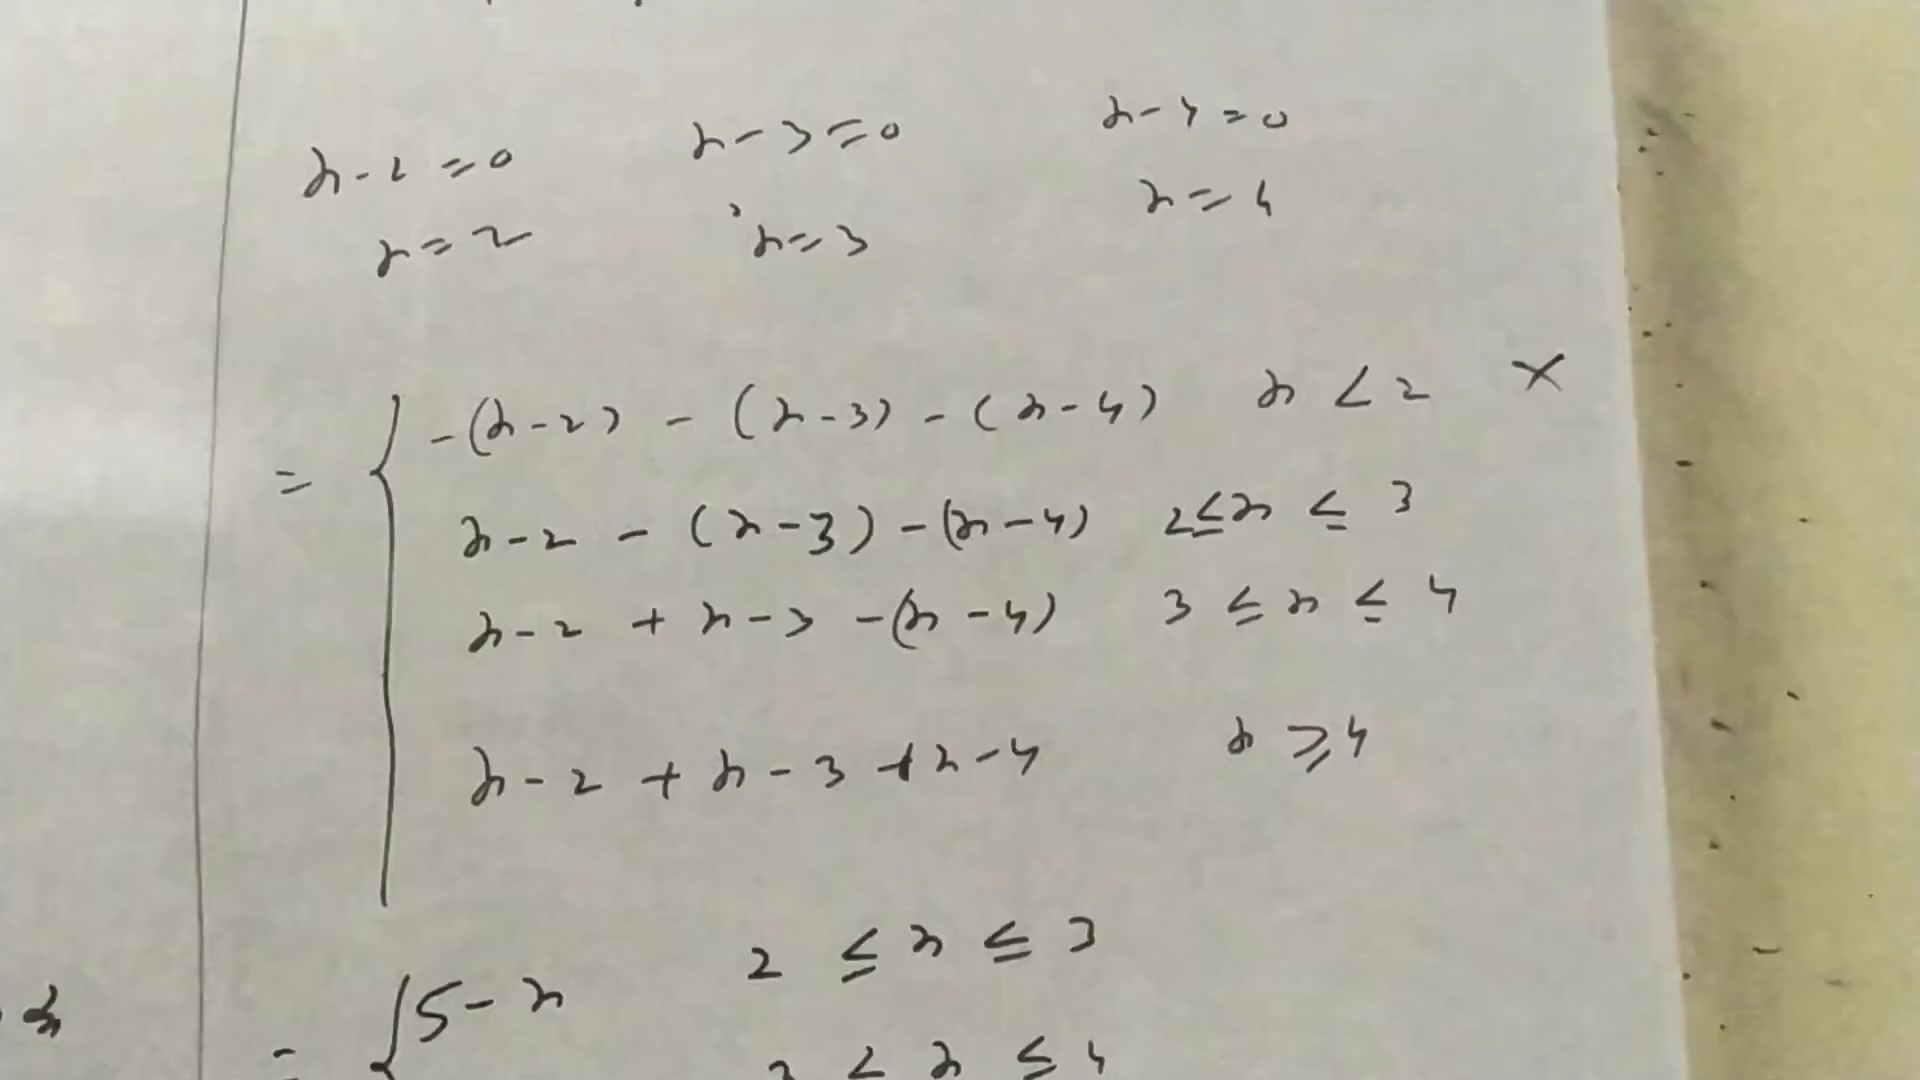 x-2=0 x-3=0 x-4=0
x=2 x=3 x=4
-(x-2) - (x-3) - (x-4) x < 2 ×
=
x-2 - (x-3) -(x-4) 2≤x ≤ 3
x-2 + x-3 -(x-4) 3 ≤ x ≤ 4
x-2 + x-3 + x-4 x ≥ 4
= { 5-x 2 ≤ x ≤ 3
x ≤ 4